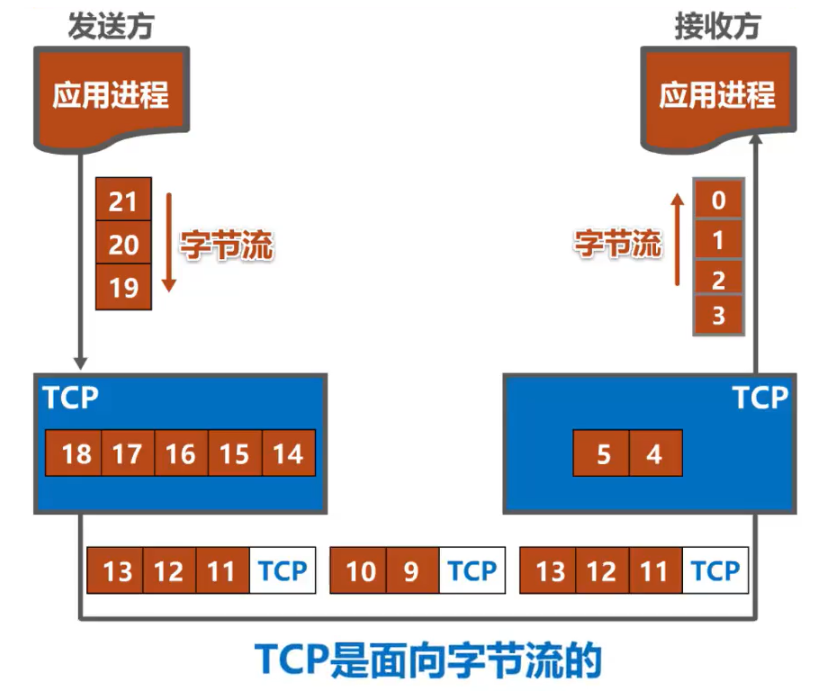 发送方
接收方
应用进程
应用进程
21
20
19
字节流
字节流
0
1
2
3
TCP
18 17 16 15 14
TCP
5 4
13 12 11 TCP
10 9 TCP
13 12 11 TCP
TCP是面向字节流的